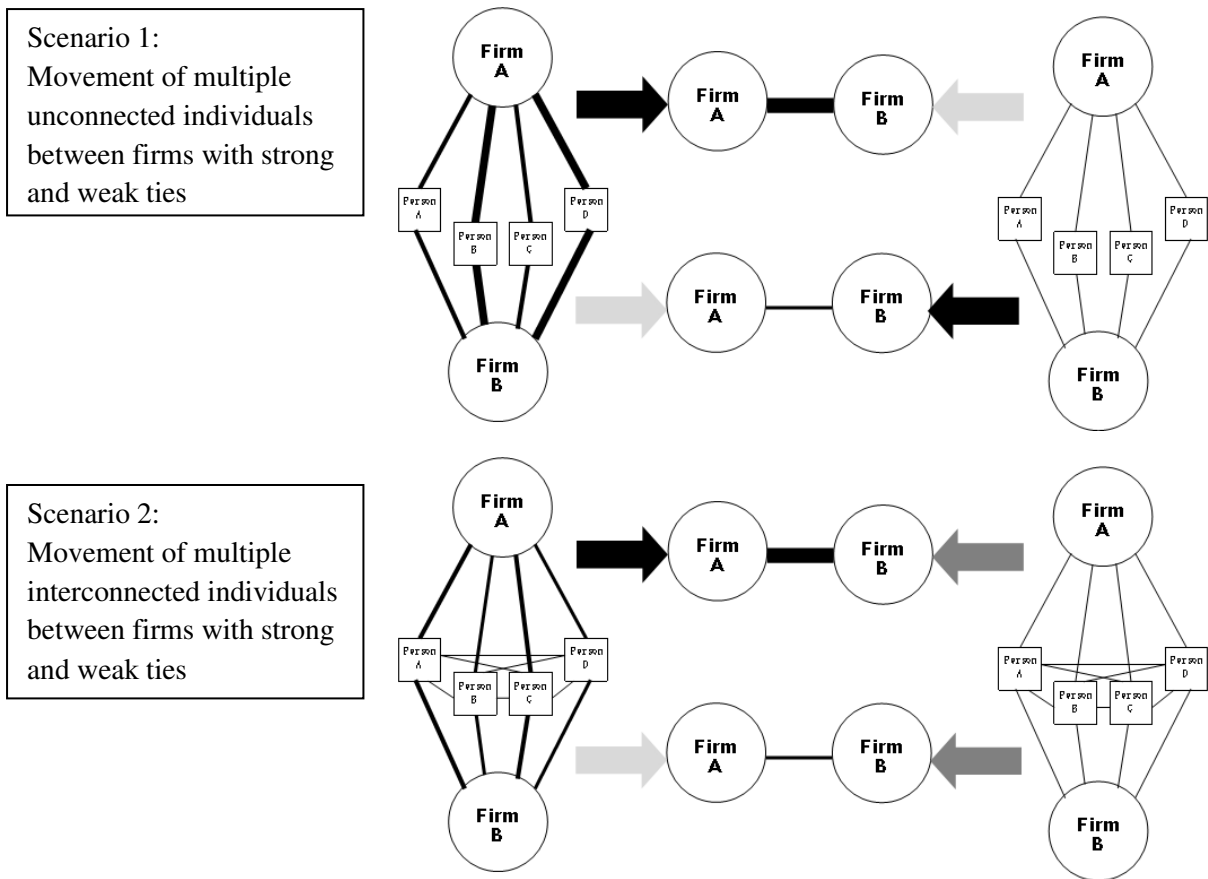 Scenario 1:
Movement of multiple
unconnected individuals
between firms with strong
and weak ties
Firm
A
Person
A
Person
B
Person
C
Person
D
Firm
B
Firm
A
Firm
B
Firm
A
Firm
B
Firm
A
Person
A
Person
B
Person
C
Person
D
Firm
B
Scenario 2:
Movement of multiple
interconnected individuals
between firms with strong
and weak ties
Firm
A
Person
A
Person
B
Person
C
Person
D
Firm
B
Firm
A
Firm
B
Firm
A
Firm
B
Firm
A
Person
A
Person
B
Person
C
Person
D
Firm
B